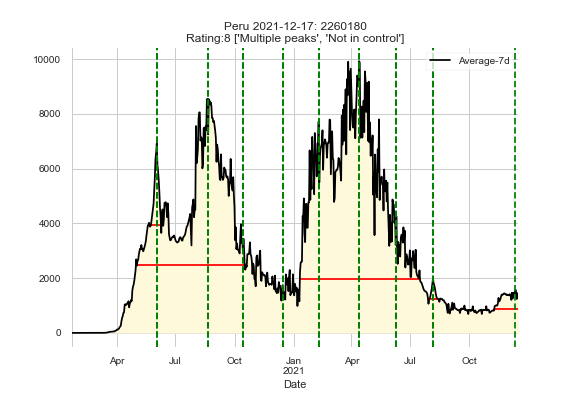 Peru 2021-12-17: 2260180
Rating:8 ['Multiple peaks', 'Not in control']
Average-7d
10000
8000
6000
4000
2000
0
Apr Jul Oct Jan Apr Jul Oct
2021
Date